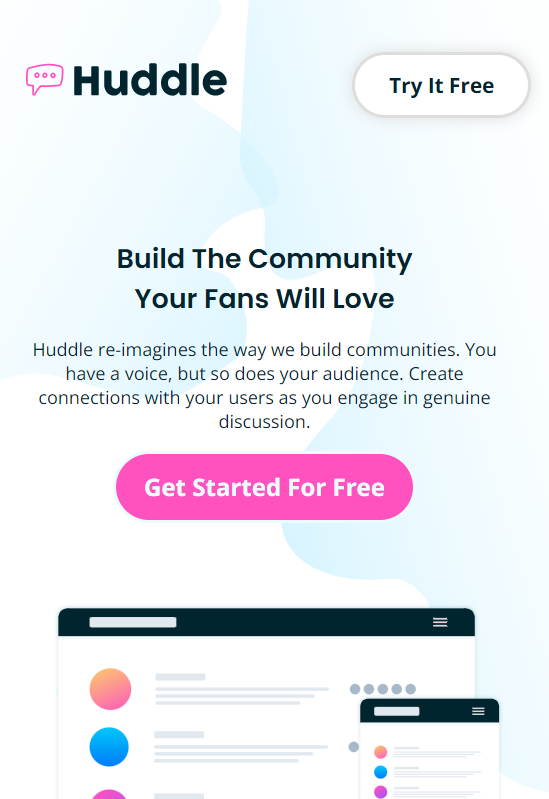 Huddle
Try It Free
Build The Community
Your Fans Will Love
Huddle re-imagines the way we build communities. You
have a voice, but so does your audience. Create
connections with your users as you engage in genuine
discussion.
Get Started For Free